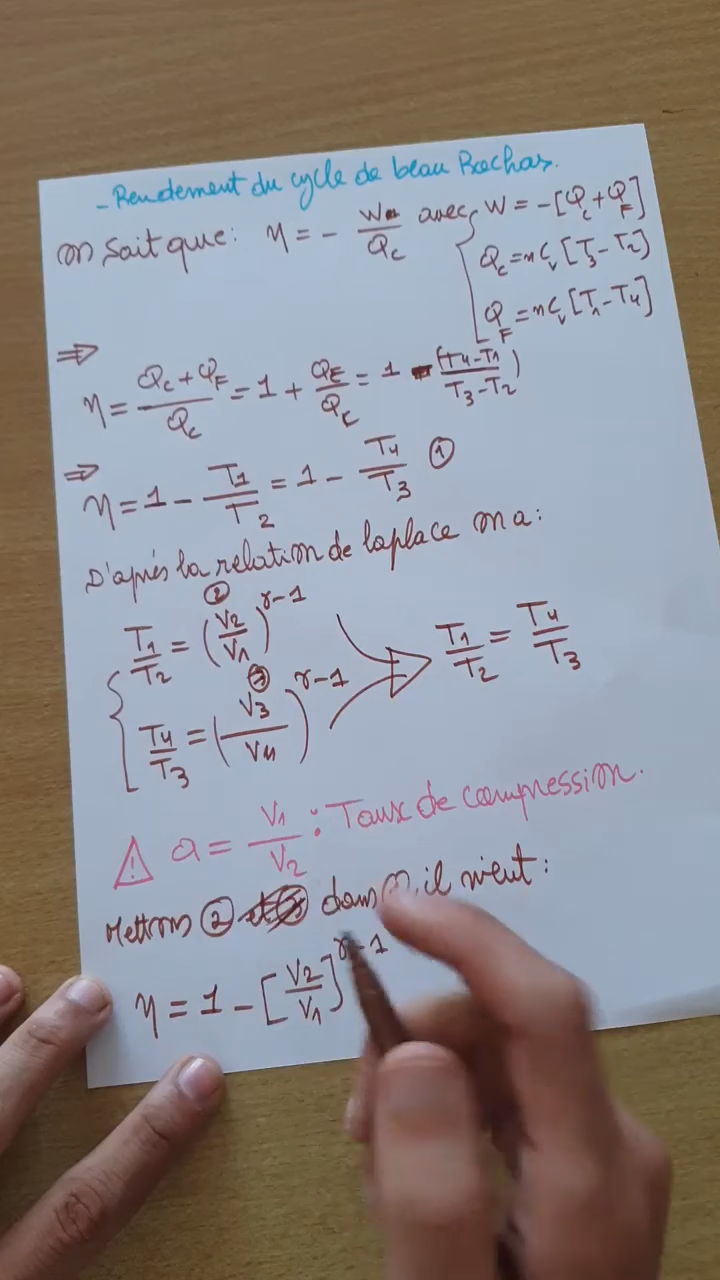 - Rendement du cycle de beau Rochas.
on sait que: η = - W/Qc avec { W = -[Qc + QF]
Qc = nCv [T3 - T2]
QF = nCv [T1 - T4]
⇒
η = (Qc + QF)/Qc = 1 + QF/Qc = 1 - (T4 - T1)/(T3 - T2)
⇒
η = 1 - T1/T2 = 1 - T4/T3 ①
D'après la relation de laplace on a:
{ T1/T2 = (V2/V1)^(γ-1) ②
T4/T3 = (V3/V4)^(γ-1) ③
T1/T2 = T4/T3
⚠ a = V1/V2 : Taux de compression.
Mettons ② dans il vient:
η = 1 - [V2/V1]^(γ-1)